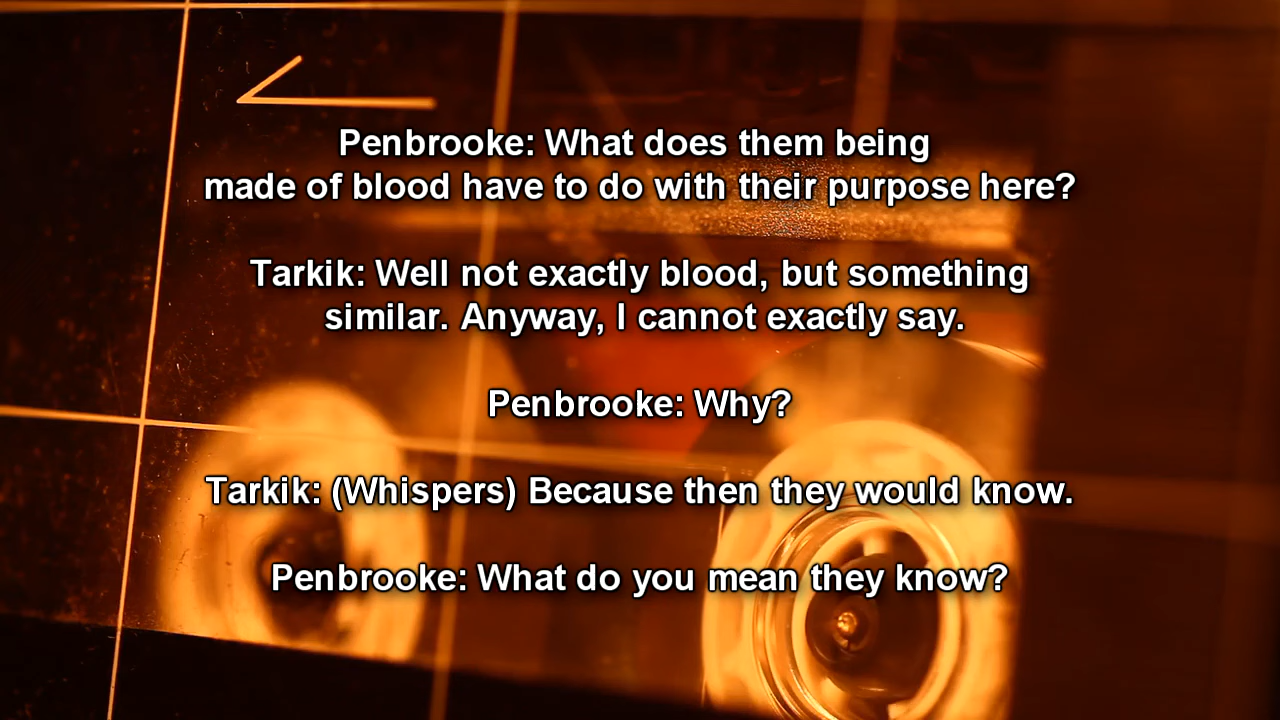 Penbrooke: What does them being
made of blood have to do with their purpose here?
Tarkik: Well not exactly blood, but something
similar. Anyway, I cannot exactly say.
Penbrooke: Why?
Tarkik: (Whispers) Because then they would know.
Penbrooke: What do you mean they know?